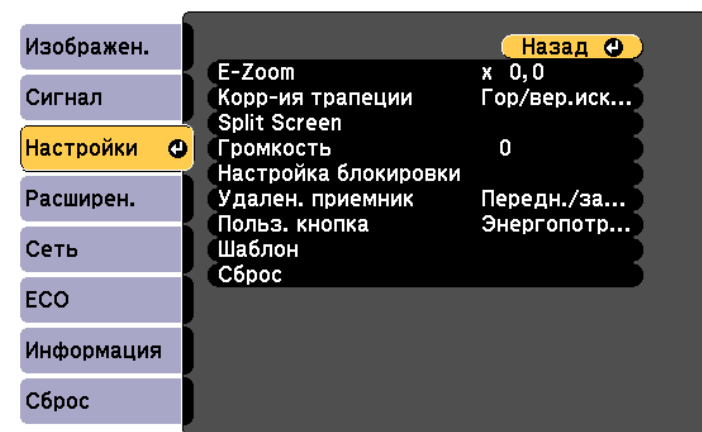 Изображен.
Сигнал
Настройки
Расширен.
Сеть
ECO
Информация
Сброс
Назад
E-Zoom x 0,0
Корр-ия трапеции Гор/вер.иск...
Split Screen
Громкость 0
Настройка блокировки
Удален. приемник Передн./за...
Польз. кнопка Энергопотр...
Шаблон
Сброс